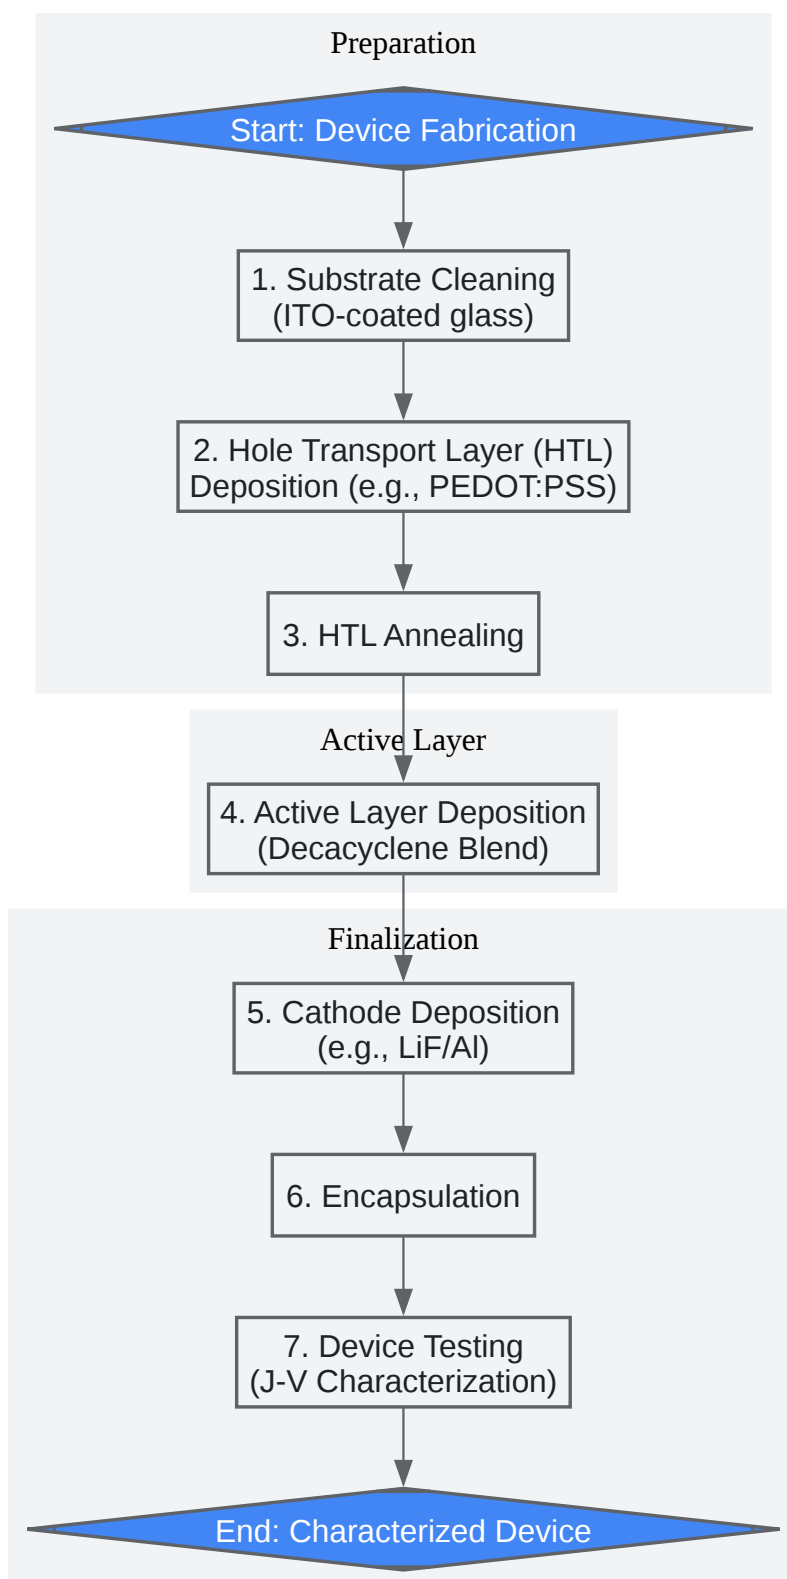 Preparation
Start: Device Fabrication
1. Substrate Cleaning
(ITO-coated glass)
2. Hole Transport Layer (HTL)
Deposition (e.g., PEDOT:PSS)
3. HTL Annealing
Active Layer
4. Active Layer Deposition
(Decacyclene Blend)
Finalization
5. Cathode Deposition
(e.g., LiF/Al)
6. Encapsulation
7. Device Testing
(J-V Characterization)
End: Characterized Device